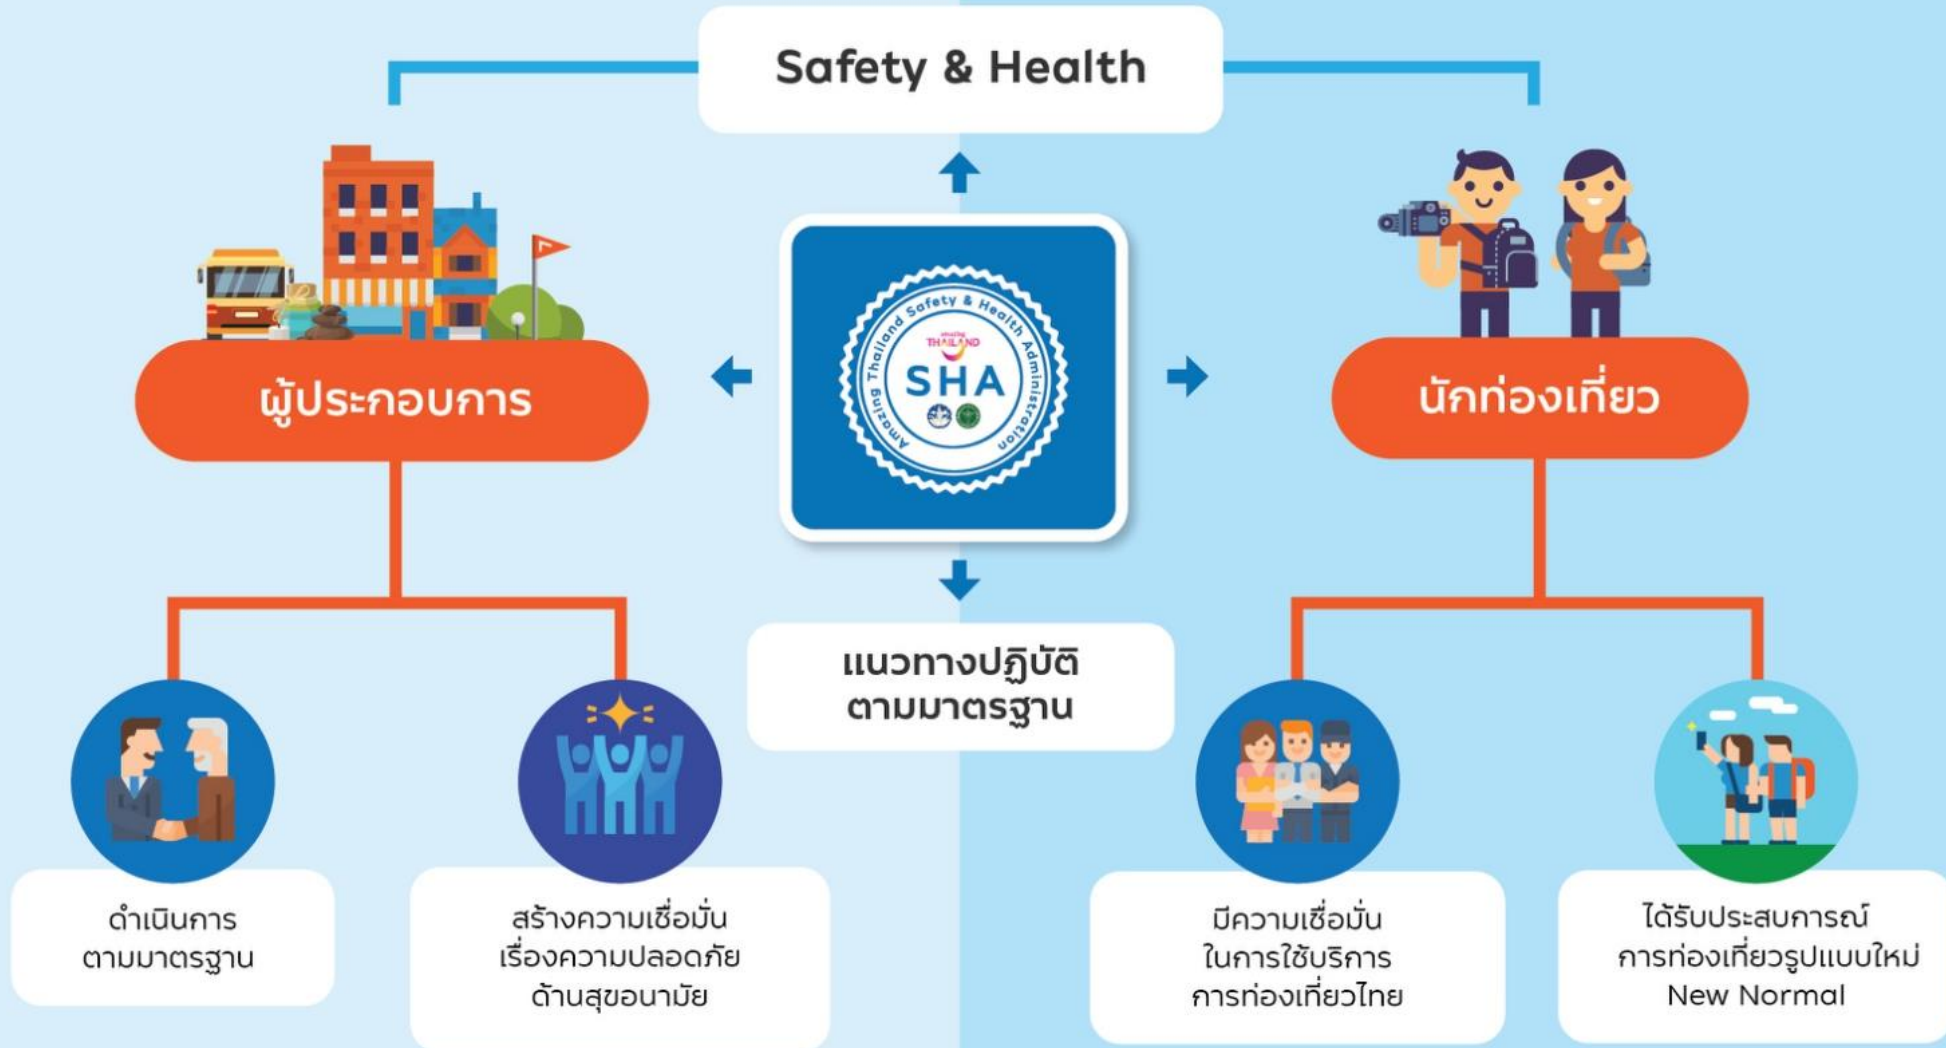 Safety & Health
Amazing Thailand Safety & Health Administration
amazing
THAILAND
SHA
ผู้ประกอบการ
นักท่องเที่ยว
แนวทางปฏิบัติ
ตามมาตรฐาน
ดำเนินการ
ตามมาตรฐาน
สร้างความเชื่อมั่น
เรื่องความปลอดภัย
ด้านสุขอนามัย
มีความเชื่อมั่น
ในการใช้บริการ
การท่องเที่ยวไทย
ได้รับประสบการณ์
การท่องเที่ยวรูปแบบใหม่
New Normal